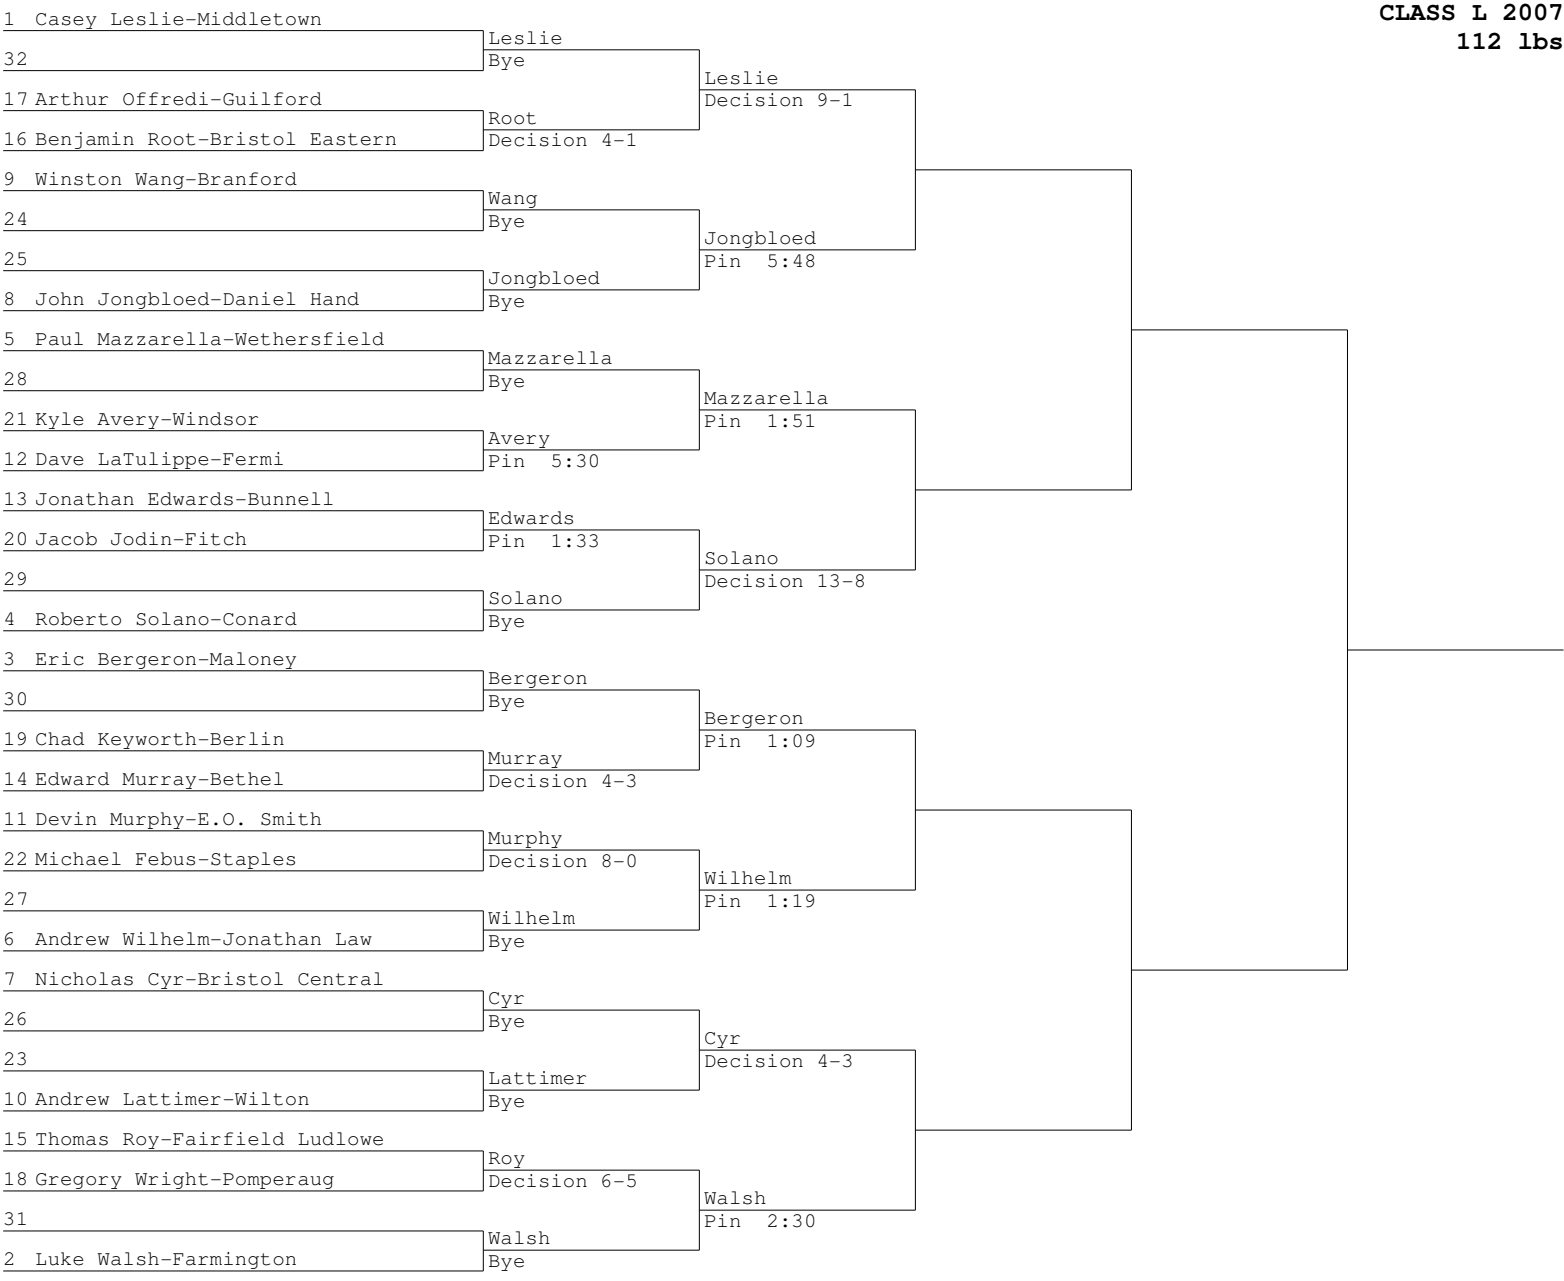 CLASS L 2007
112 lbs
1 Casey Leslie-Middletown
32
17 Arthur Offredi-Guilford
16 Benjamin Root-Bristol Eastern
9 Winston Wang-Branford
24
25
8 John Jongbloed-Daniel Hand
5 Paul Mazzarella-Wethersfield
28
21 Kyle Avery-Windsor
12 Dave LaTulippe-Fermi
13 Jonathan Edwards-Bunnell
20 Jacob Jodin-Fitch
29
4 Roberto Solano-Conard
3 Eric Bergeron-Maloney
30
19 Chad Keyworth-Berlin
14 Edward Murray-Bethel
11 Devin Murphy-E.O. Smith
22 Michael Febus-Staples
27
6 Andrew Wilhelm-Jonathan Law
7 Nicholas Cyr-Bristol Central
26
23
10 Andrew Lattimer-Wilton
15 Thomas Roy-Fairfield Ludlowe
18 Gregory Wright-Pomperaug
31
2 Luke Walsh-Farmington
Leslie
Bye
Root
Decision 4-1
Wang
Bye
Jongbloed
Bye
Mazzarella
Bye
Avery
Pin 5:30
Edwards
Pin 1:33
Solano
Bye
Bergeron
Bye
Murray
Decision 4-3
Murphy
Decision 8-0
Wilhelm
Bye
Cyr
Bye
Lattimer
Bye
Roy
Decision 6-5
Walsh
Bye
Leslie
Decision 9-1
Jongbloed
Pin 5:48
Mazzarella
Pin 1:51
Solano
Decision 13-8
Bergeron
Pin 1:09
Wilhelm
Pin 1:19
Cyr
Decision 4-3
Walsh
Pin 2:30